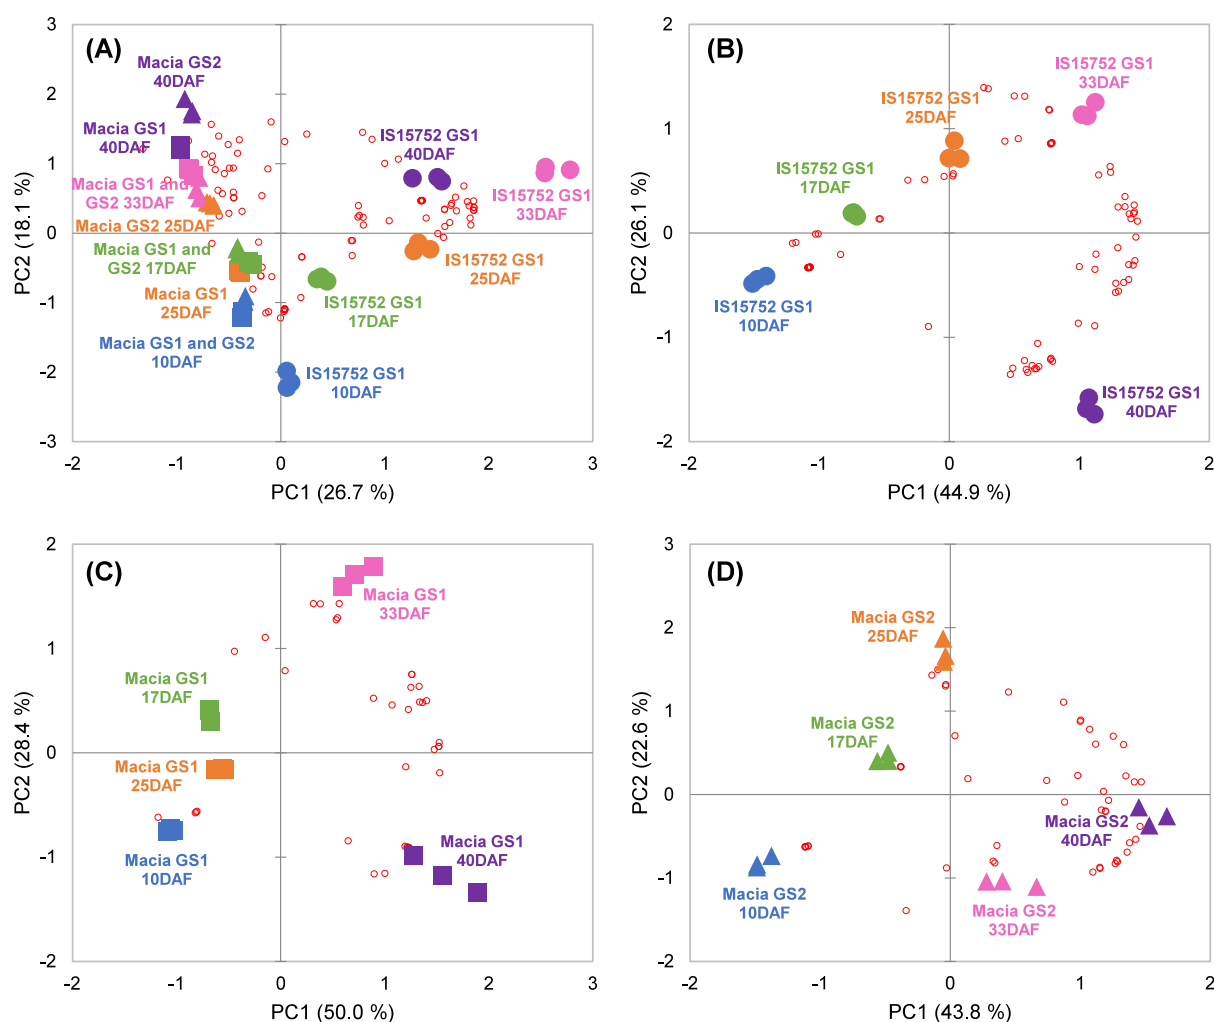 (A)
3
2
1
0
-1
-2
-3
-2
-1
0
1
2
3
PC2 (18.1 %)
PC1 (26.7 %)
Macia GS2
40DAF
Macia GS1
40DAF
Macia GS1 and
GS2 33DAF
Macia GS2 25DAF
Macia GS1 and
GS2 17DAF
Macia GS1
25DAF
Macia GS1 and GS2
10DAF
IS15752 GS1
40DAF
IS15752 GS1
33DAF
IS15752 GS1
25DAF
IS15752 GS1
17DAF
IS15752 GS1
10DAF
(B)
2
1
0
-1
-2
-2
-1
0
1
2
PC2 (26.1 %)
PC1 (44.9 %)
IS15752 GS1
33DAF
IS15752 GS1
25DAF
IS15752 GS1
17DAF
IS15752 GS1
10DAF
IS15752 GS1
40DAF
(C)
2
1
0
-1
-2
-2
-1
0
1
2
3
PC2 (28.4 %)
PC1 (50.0 %)
Macia GS1
33DAF
Macia GS1
17DAF
Macia GS1
25DAF
Macia GS1
10DAF
Macia GS1
40DAF
(D)
3
2
1
0
-1
-2
-2
-1
0
1
2
PC2 (22.6 %)
PC1 (43.8 %)
Macia GS2
25DAF
Macia GS2
17DAF
Macia GS2
40DAF
Macia GS2
10DAF
Macia GS2
33DAF